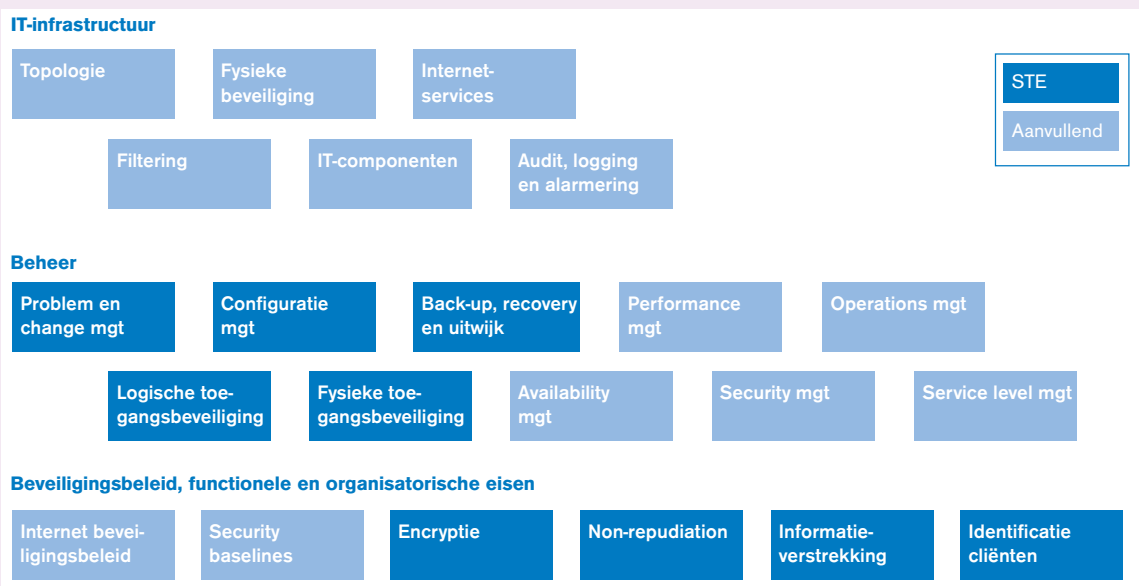 IT-infrastructuur
Topologie
Fysieke
beveiliging
Internet-
services
STE
Aanvullend
Filtering
IT-componenten
Audit, logging
en alarmering
Beheer
Problem en
change mgt
Configuratie
mgt
Back-up, recovery
en uitwijk
Performance
mgt
Operations mgt
Logische toe-
gangsbeveiliging
Fysieke toe-
gangsbeveiliging
Availability
mgt
Security mgt
Service level mgt
Beveiligingsbeleid, functionele en organisatorische eisen
Internet bevei-
ligingsbeleid
Security
baselines
Encryptie
Non-repudiation
Informatie-
verstrekking
Identificatie
cliënten